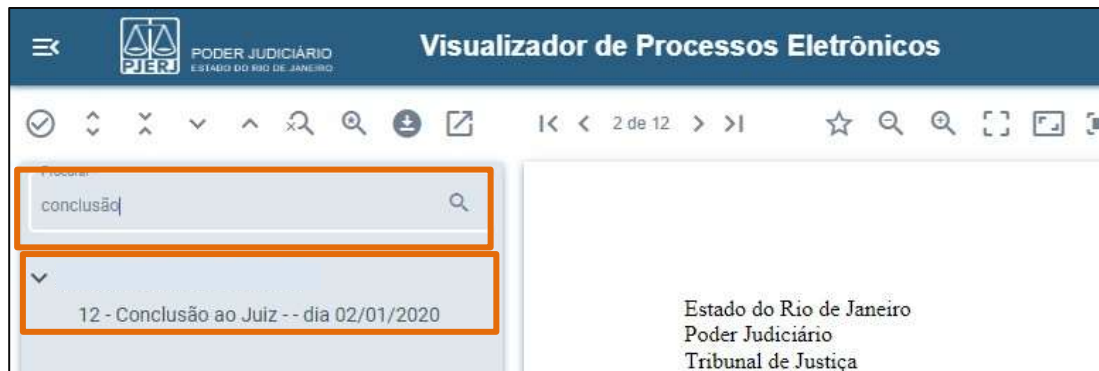 PJERJ
PODER JUDICIÁRIO
ESTADO DO RIO DE JANEIRO
Visualizador de Processos Eletrônicos
2 de 12
Procurar
conclusão
12 - Conclusão ao Juiz - - dia 02/01/2020
Estado do Rio de Janeiro
Poder Judiciário
Tribunal de Justiça